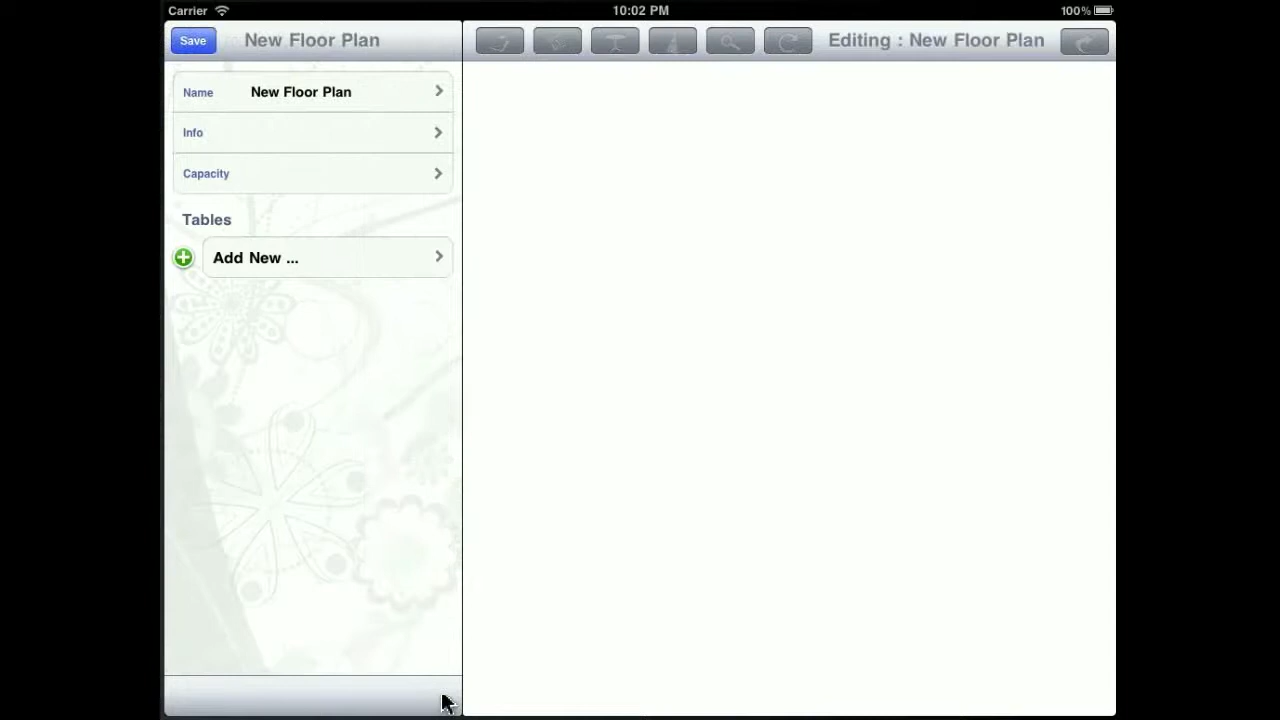 Carrier 10:02 PM 100%
Save New Floor Plan Editing : New Floor Plan
Name New Floor Plan
Info
Capacity
Tables
Add New ...